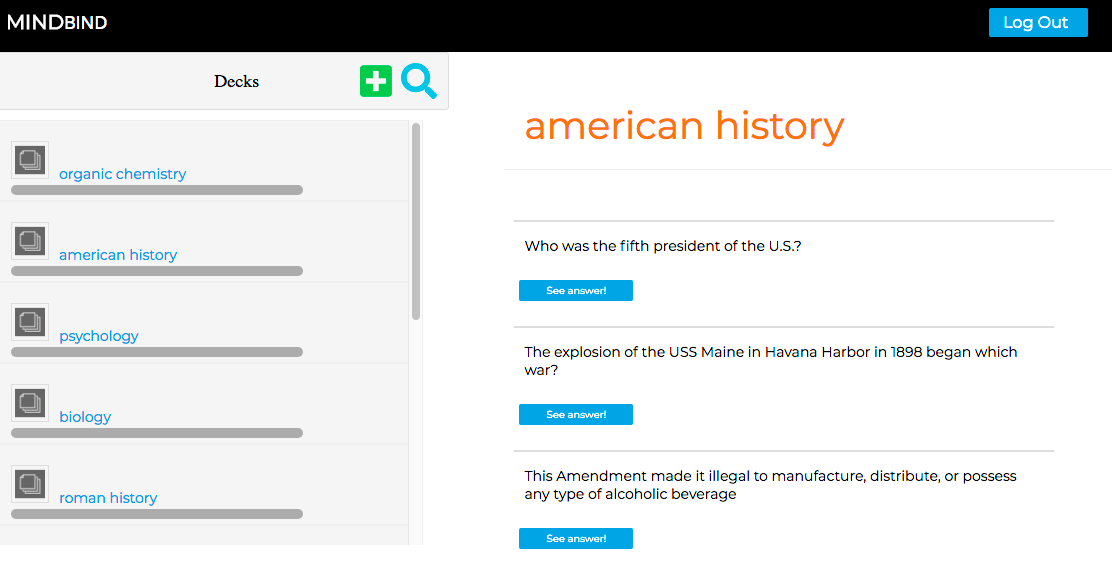 MINDBIND
Log Out
Decks
organic chemistry
american history
psychology
biology
roman history
american history
Who was the fifth president of the U.S.?
See answer!
The explosion of the USS Maine in Havana Harbor in 1898 began which
war?
See answer!
This Amendment made it illegal to manufacture, distribute, or possess
any type of alcoholic beverage
See answer!